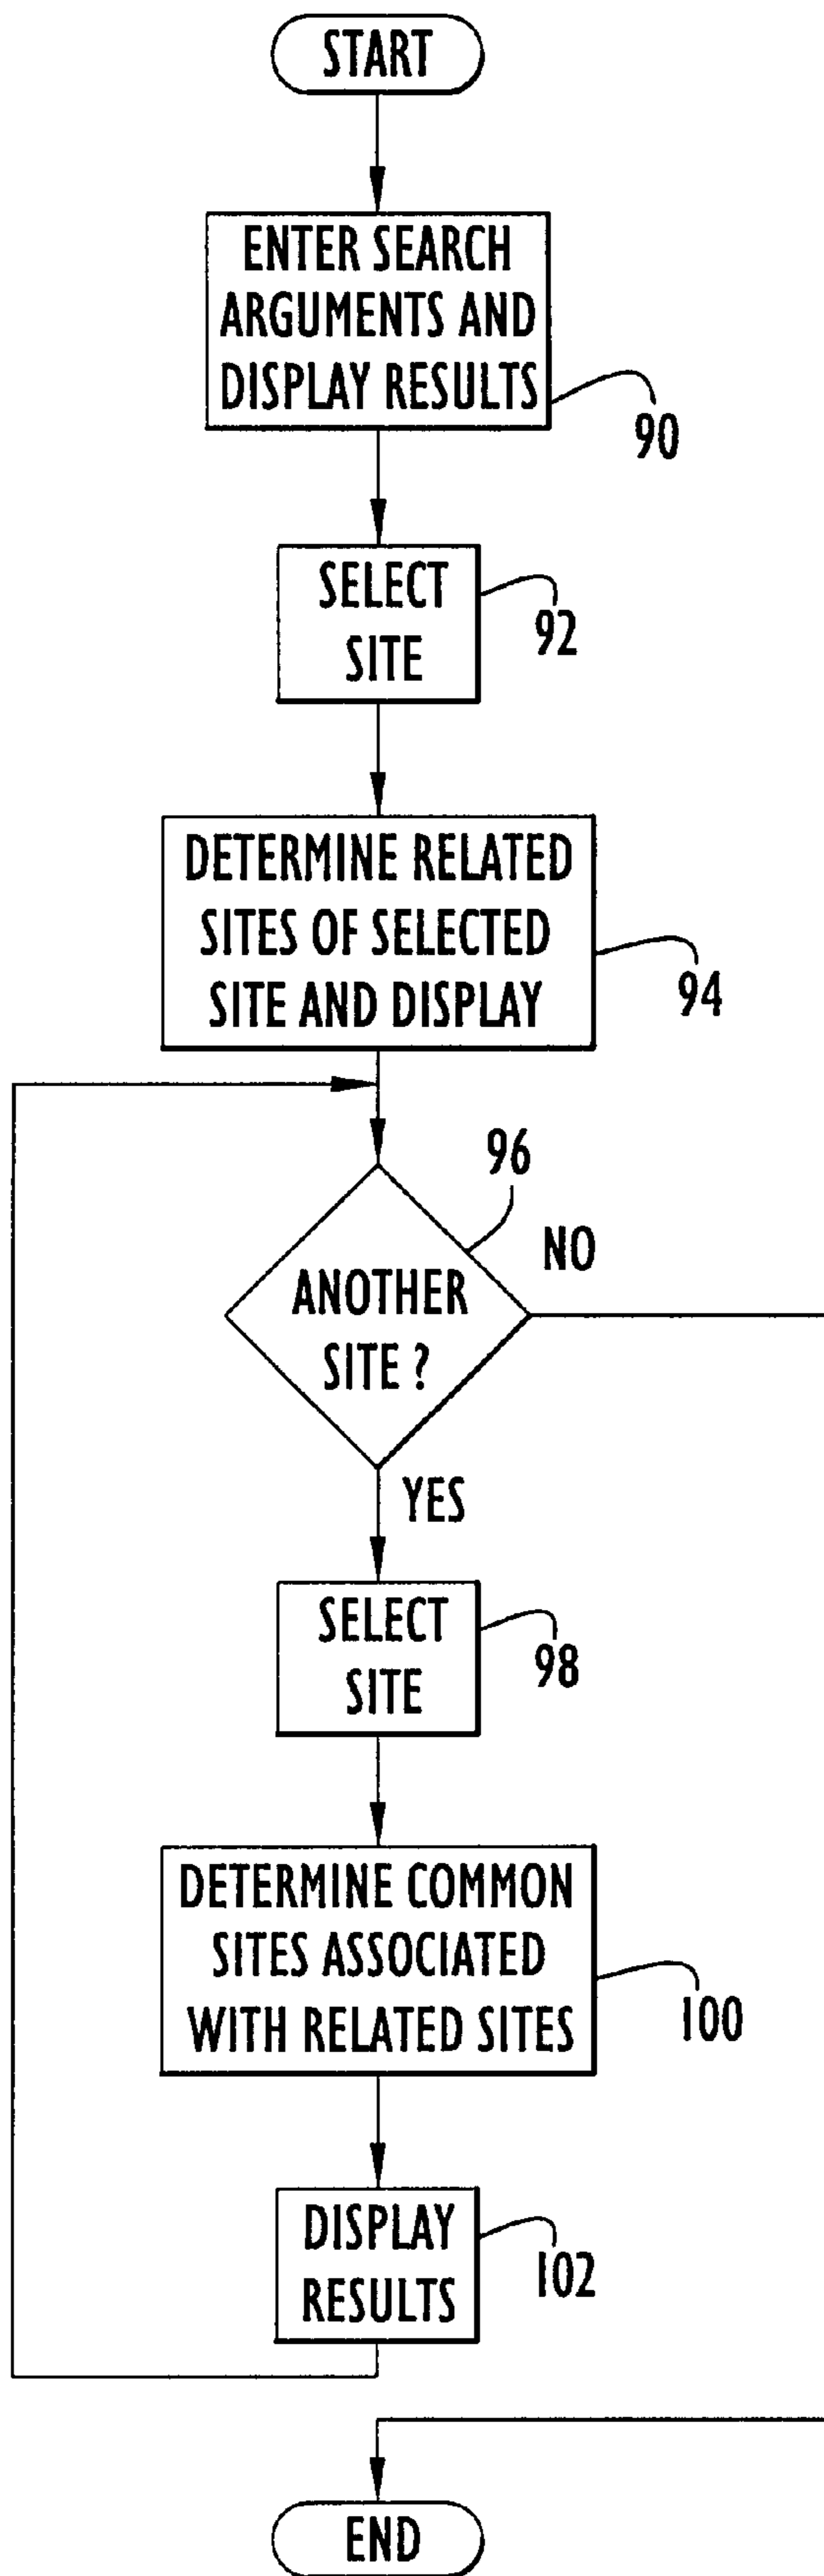 START
ENTER SEARCH
ARGUMENTS AND
DISPLAY RESULTS
90
SELECT
SITE
92
DETERMINE RELATED
SITES OF SELECTED
SITE AND DISPLAY
94
96
NO
ANOTHER
SITE ?
YES
SELECT
SITE
98
DETERMINE COMMON
SITES ASSOCIATED
WITH RELATED SITES
100
DISPLAY
RESULTS
102
END